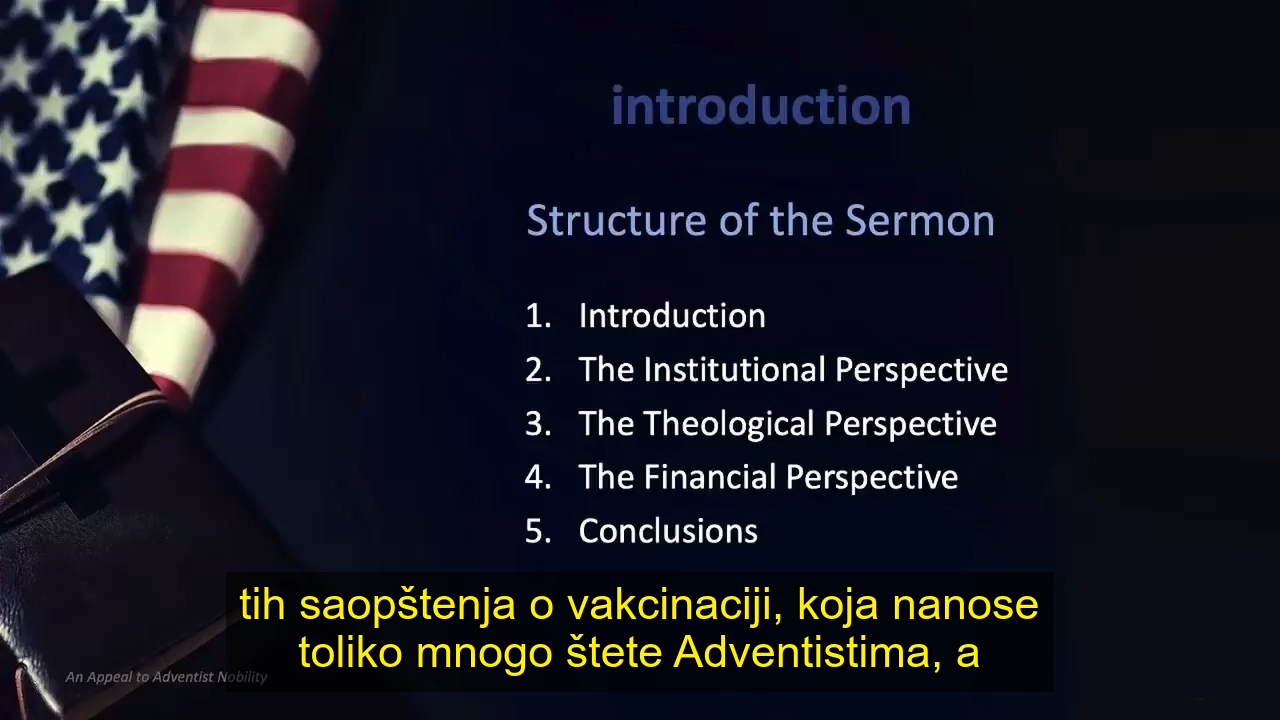 introduction
Structure of the Sermon
1. Introduction
2. The Institutional Perspective
3. The Theological Perspective
4. The Financial Perspective
5. Conclusions
tih saopštenja o vakcinaciji, koja nanose
toliko mnogo štete Adventistima, a
An Appeal to Adventist Nobility